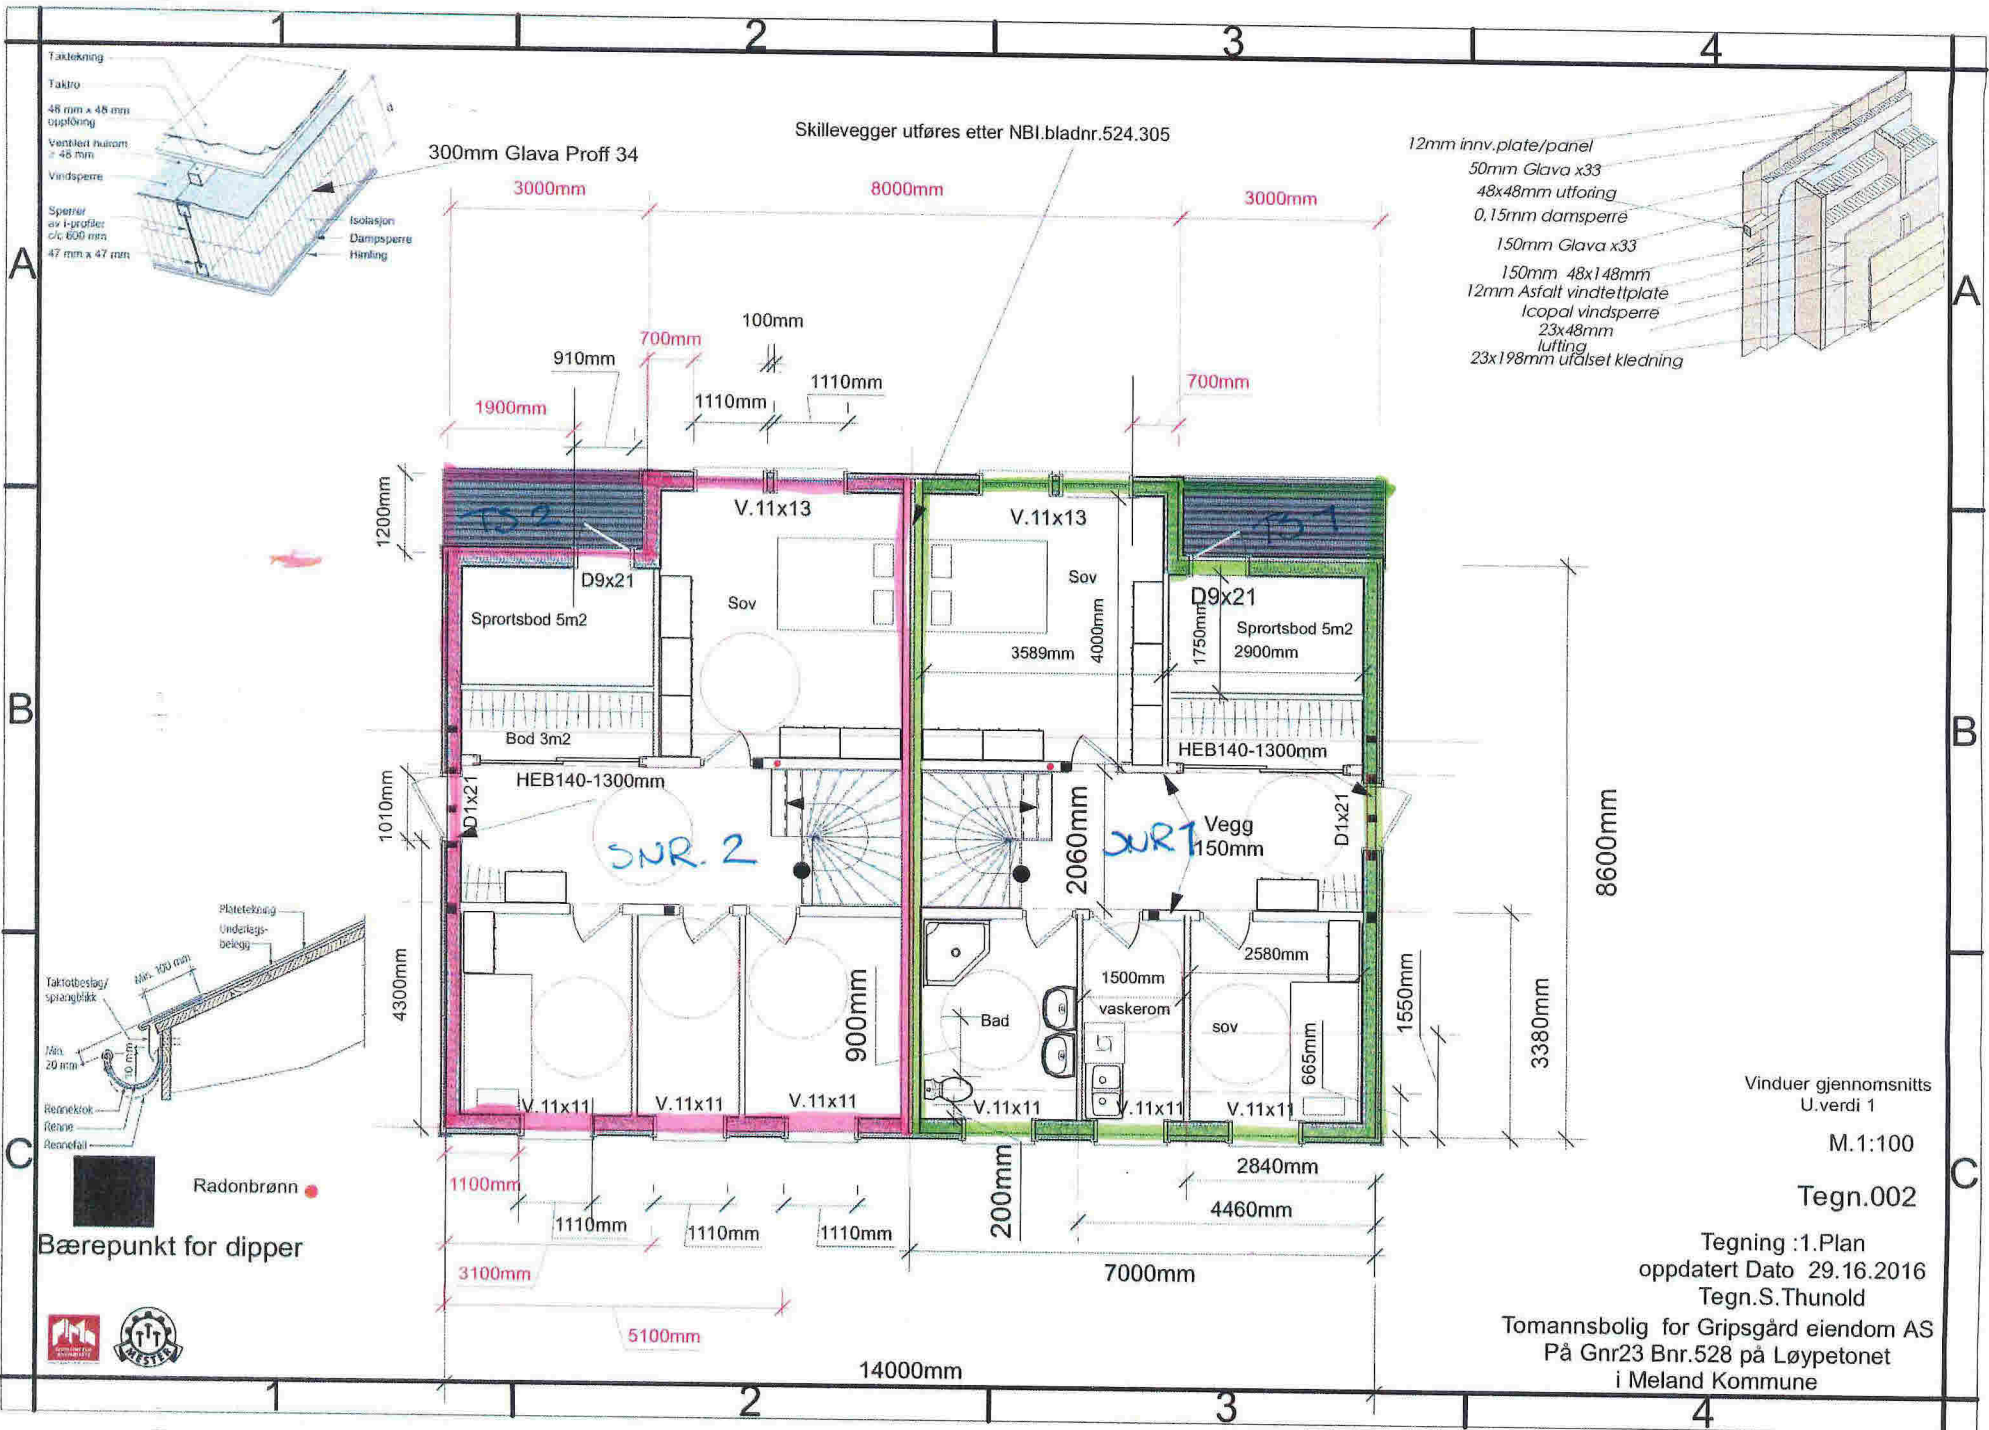 1
2
3
4
Taktekning
Taktro
48 mm x 48 mm
oppfôring
Ventilert hulrom
≥ 48 mm
Vindsperre
Sperrer
av I-profiler
c/c 600 mm
47 mm x 47 mm
d
Isolasjon
Dampsperre
Himling
300mm Glava Proff 34
Skillevegger utføres etter NBI.bladnr.524.305
12mm innv.plate/panel
50mm Glava x33
48x48mm utforing
0,15mm damsperre
150mm Glava x33
150mm 48x148mm
12mm Asfalt vindtettplate
Icopal vindsperre
23x48mm
lufting
23x198mm ufalset kledning
A
A
3000mm
8000mm
3000mm
100mm
700mm
910mm
1110mm
700mm
1900mm
1110mm
1200mm
TS 2
V.11x13
V.11x13
TS 1
D9x21
D9x21
Sov
Sov
Sprortsbod 5m2
Sprortsbod 5m2
2900mm
1750mm
4000mm
3589mm
B
B
Bod 3m2
HEB140-1300mm
HEB140-1300mm
1010mm
D1x21
D1x21
SNR. 2
SNR 1
2060mm
Vegg
150mm
8600mm
4300mm
900mm
2580mm
1500mm
vaskerom
Bad
sov
665mm
1550mm
3380mm
V.11x11
V.11x11
V.11x11
V.11x11
V.11x11
V.11x11
Platetekning
Underlags-
belegg
Min. 100 mm
Takfotbeslag/
sprangblikk
Min.
20 mm
10 mm
Rennekrok
Renne
Rennefall
C
C
Radonbrønn
Bærepunkt for dipper
1100mm
1110mm
1110mm
1110mm
3100mm
5100mm
200mm
2840mm
4460mm
7000mm
14000mm
Vinduer gjennomsnitts
U.verdi 1
M.1:100
Tegn.002
Tegning :1.Plan
oppdatert Dato 29.16.2016
Tegn.S.Thunold
Tomannsbolig for Gripsgård eiendom AS
På Gnr23 Bnr.528 på Løypetonet
i Meland Kommune
MESTER
1
2
3
4